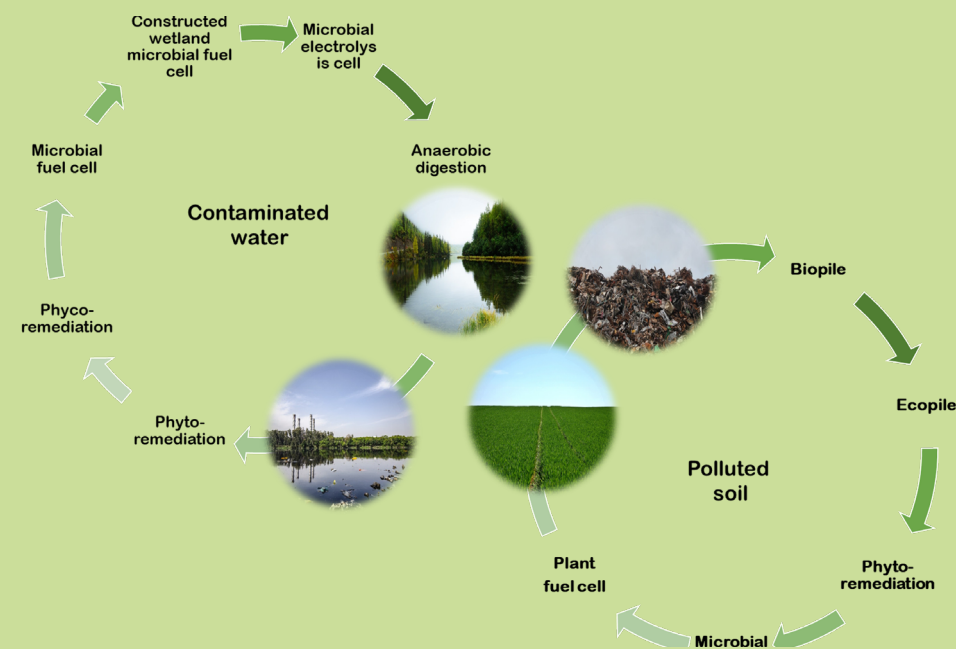 Constructed
wetland
microbial fuel
cell
Microbial
electrolys
is cell
Anaerobic
digestion
Microbial
fuel cell
Contaminated
water
Phyco-
remediation
Phyto-
remediation
Biopile
Ecopile
Polluted
soil
Phyto-
remediation
Microbial
Plant
fuel cell